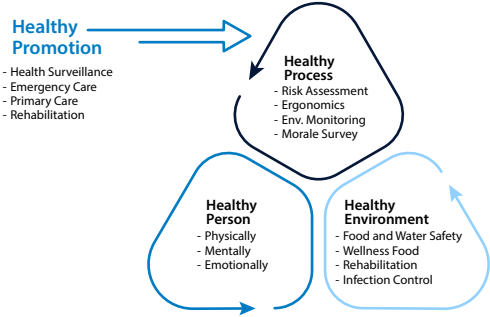 Healthy
Promotion
- Health Surveillance
- Emergency Care
- Primary Care
- Rehabilitation
Healthy
Process
- Risk Assessment
- Ergonomics
- Env. Monitoring
- Morale Survey
Healthy
Person
- Physically
- Mentally
- Emotionally
Healthy
Environment
- Food and Water Safety
- Wellness Food
- Rehabilitation
- Infection Control